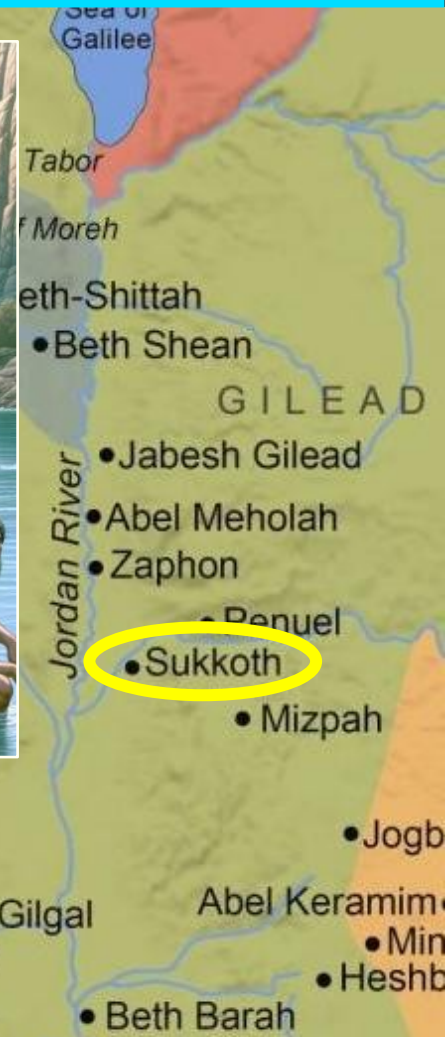 Sea of
Galilee
Tabor
f Moreh
eth-Shittah
Beth Shean
GILEAD
Jabesh Gilead
Jordan River
Abel Meholah
Zaphon
Penuel
Sukkoth
Mizpah
Jogb
Gilgal
Abel Keramim
Min
Heshb
Beth Barah